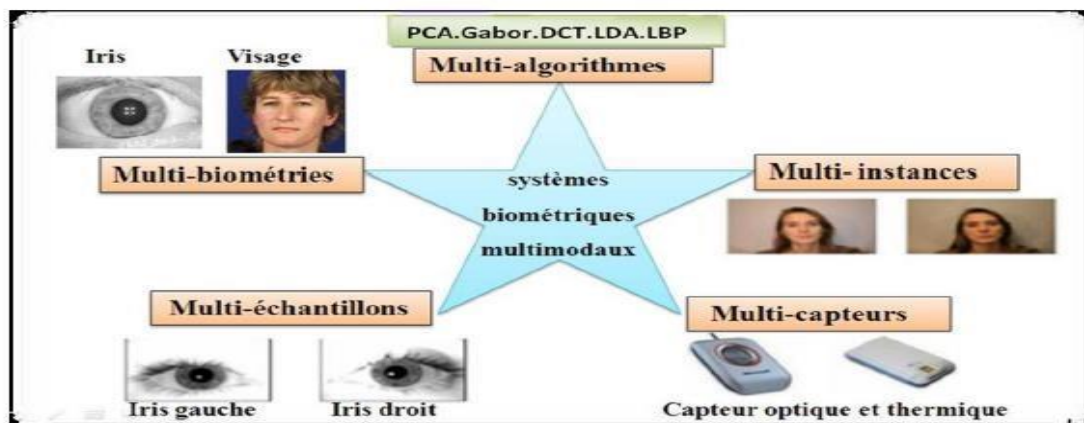 PCA.Gabor.DCT.LDA.LBP
Multi-algorithmes
Iris
Visage
Multi-biométries
systèmes
biométriques
multimodaux
Multi- instances
Multi-échantillons
Iris gauche
Iris droit
Multi-capteurs
Capteur optique et thermique